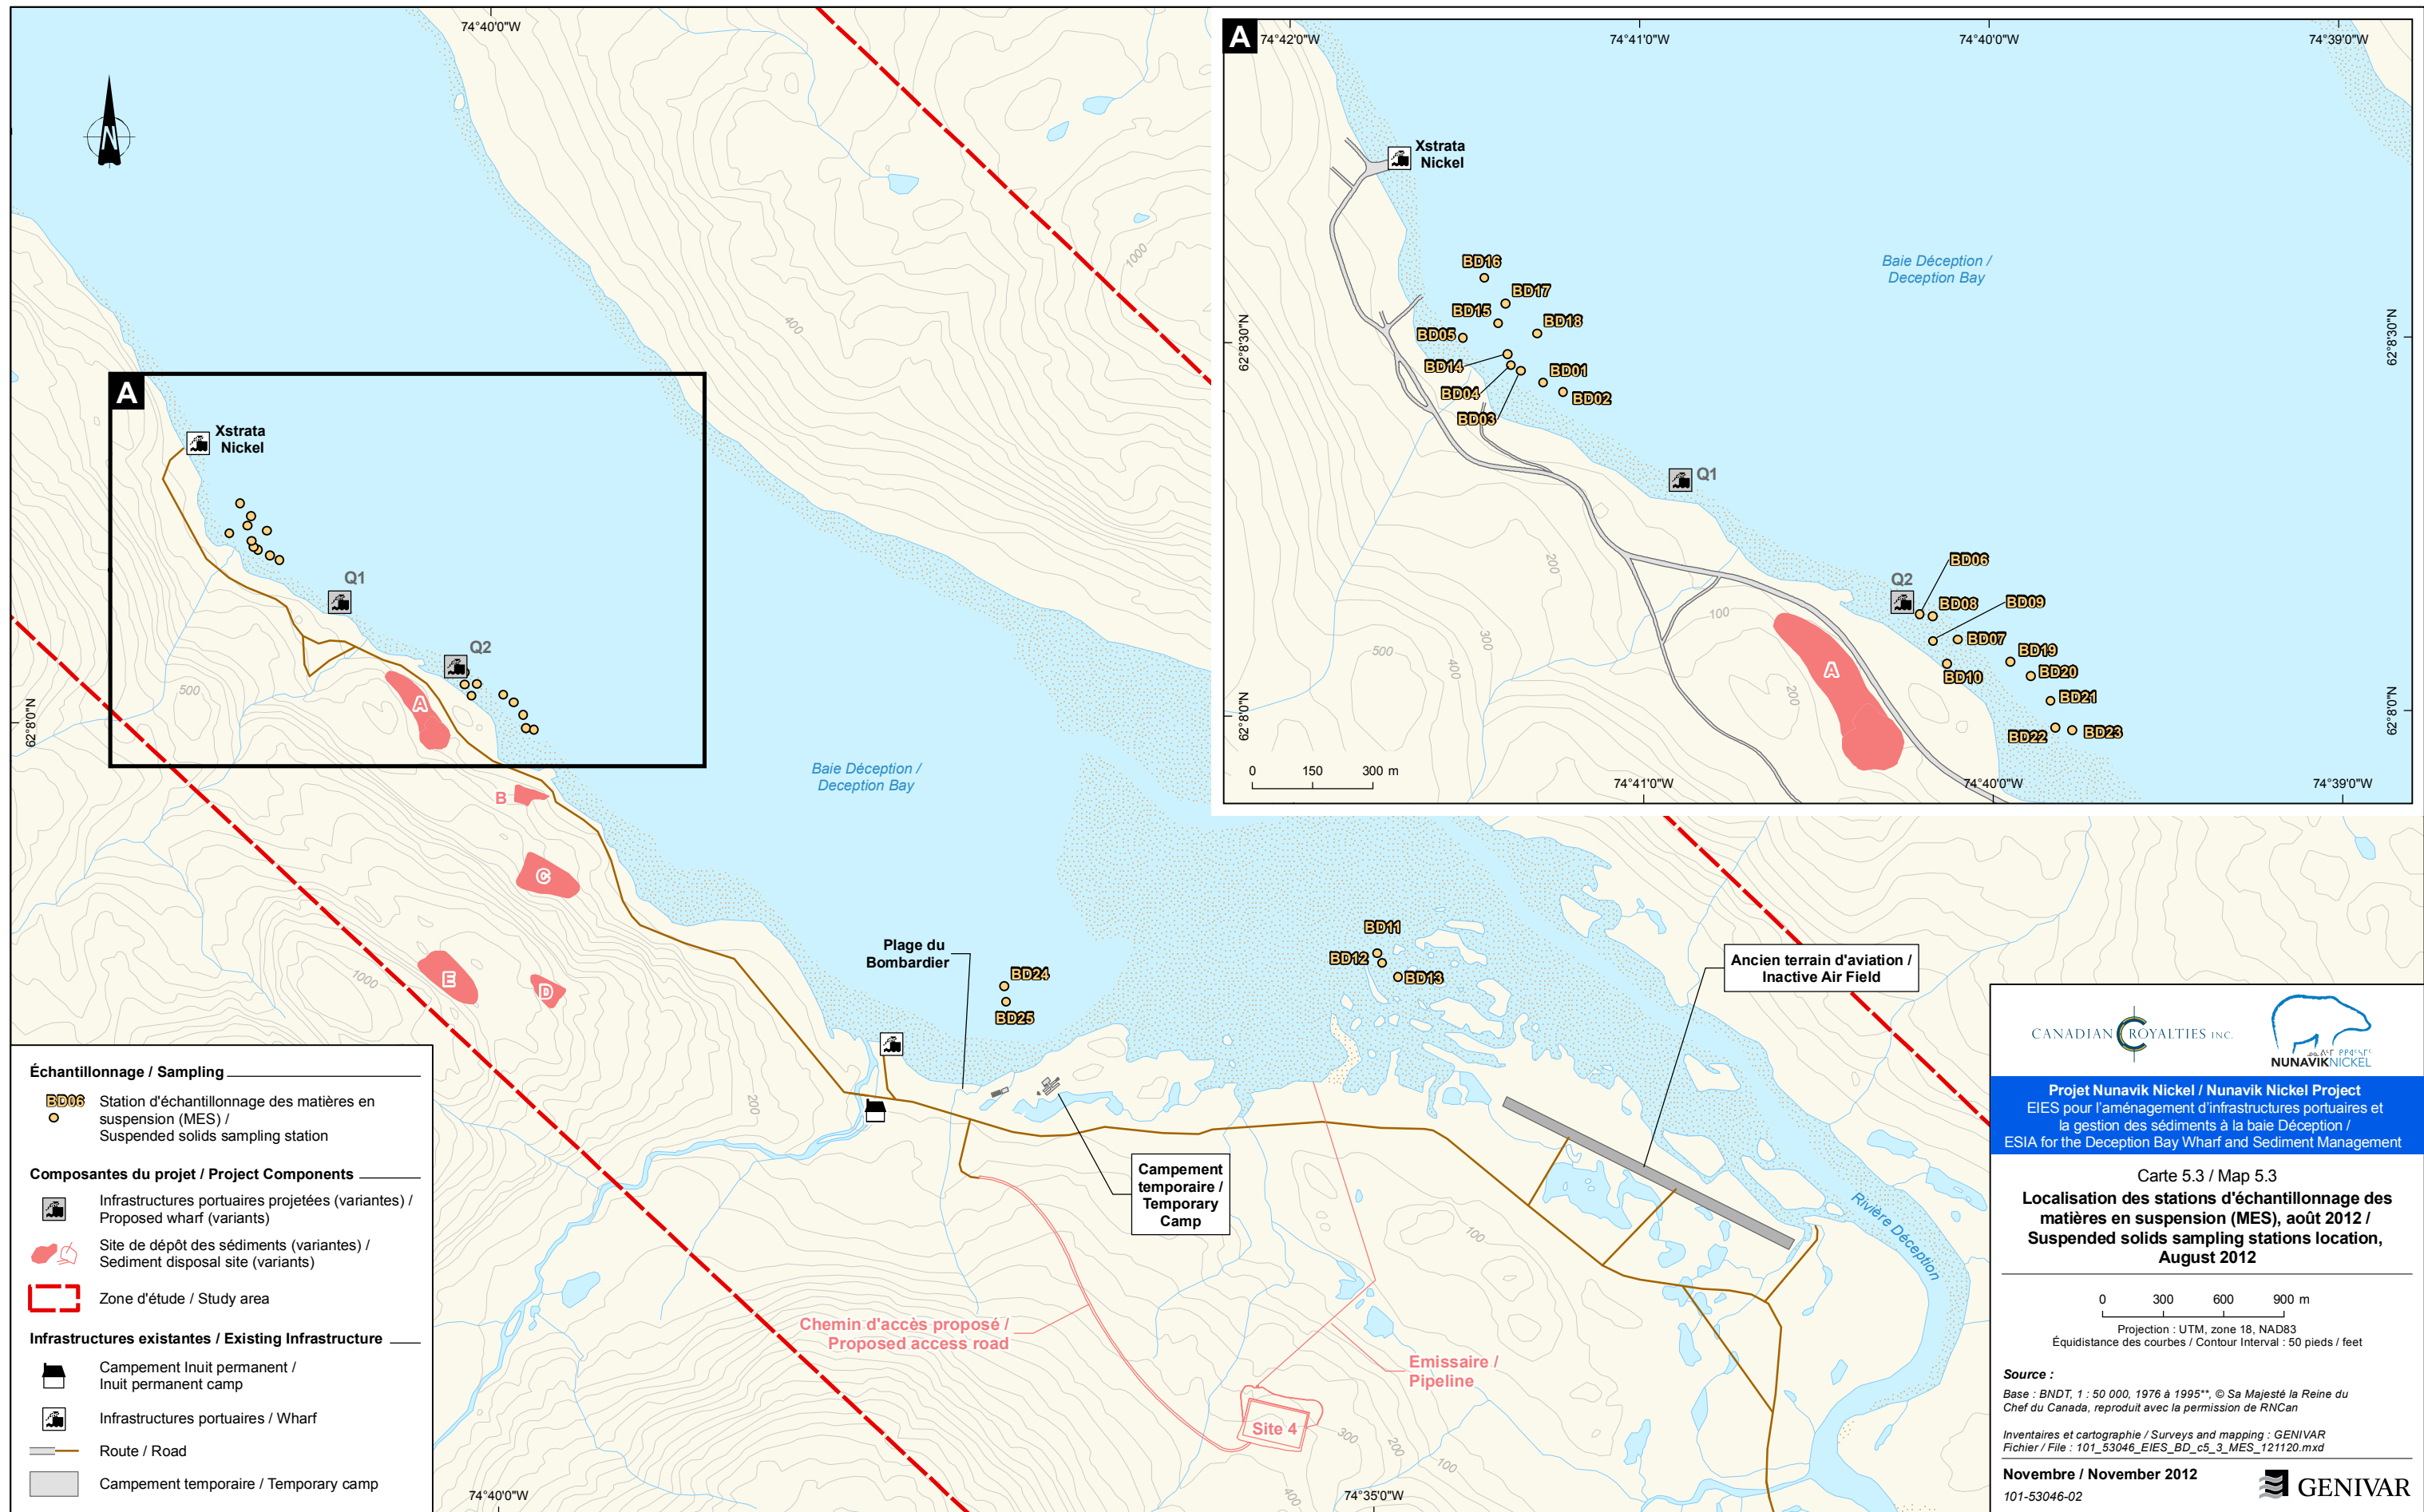 74°40'0"W
N
A
Xstrata
Nickel
Q1
Q2
A
B
C
D
E
500
400
1000
1000
200
62°8'0"N
Baie Déception /
Deception Bay
Plage du
Bombardier
BD24
BD25
BD11
BD12
BD13
Ancien terrain d'aviation /
Inactive Air Field
Campement
temporaire /
Temporary
Camp
Rivière Déception
Chemin d'accès proposé /
Proposed access road
Emissaire /
Pipeline
Site 4
100
300
200
100
400
74°40'0"W
74°35'0"W
A
74°42'0"W
74°41'0"W
74°40'0"W
74°39'0"W
Xstrata
Nickel
Baie Déception /
Deception Bay
BD16
BD17
BD15
BD18
BD05
BD14
BD01
BD04
BD02
BD03
Q1
62°8'30"N
62°8'30"N
BD06
Q2
BD08
BD09
BD07
BD19
BD10
BD20
BD21
BD22
BD23
A
200
300
400
500
100
200
62°8'0"N
62°8'0"N
0 150 300 m
74°41'0"W
74°40'0"W
74°39'0"W
Échantillonnage / Sampling
BD06
Station d'échantillonnage des matières en
suspension (MES) /
Suspended solids sampling station
Composantes du projet / Project Components
Infrastructures portuaires projetées (variantes) /
Proposed wharf (variants)
Site de dépôt des sédiments (variantes) /
Sediment disposal site (variants)
Zone d'étude / Study area
Infrastructures existantes / Existing Infrastructure
Campement Inuit permanent /
Inuit permanent camp
Infrastructures portuaires / Wharf
Route / Road
Campement temporaire / Temporary camp
CANADIAN ROYALTIES INC.
NUNAVIKNICKEL
Projet Nunavik Nickel / Nunavik Nickel Project
EIES pour l'aménagement d'infrastructures portuaires et
la gestion des sédiments à la baie Déception /
ESIA for the Deception Bay Wharf and Sediment Management
Carte 5.3 / Map 5.3
Localisation des stations d'échantillonnage des
matières en suspension (MES), août 2012 /
Suspended solids sampling stations location,
August 2012
0 300 600 900 m
Projection : UTM, zone 18, NAD83
Équidistance des courbes / Contour Interval : 50 pieds / feet
Source :
Base : BNDT, 1 : 50 000, 1976 à 1995**, © Sa Majesté la Reine du
Chef du Canada, reproduit avec la permission de RNCan
Inventaires et cartographie / Surveys and mapping : GENIVAR
Fichier / File : 101_53046_EIES_BD_c5_3_MES_121120.mxd
Novembre / November 2012
101-53046-02
GENIVAR